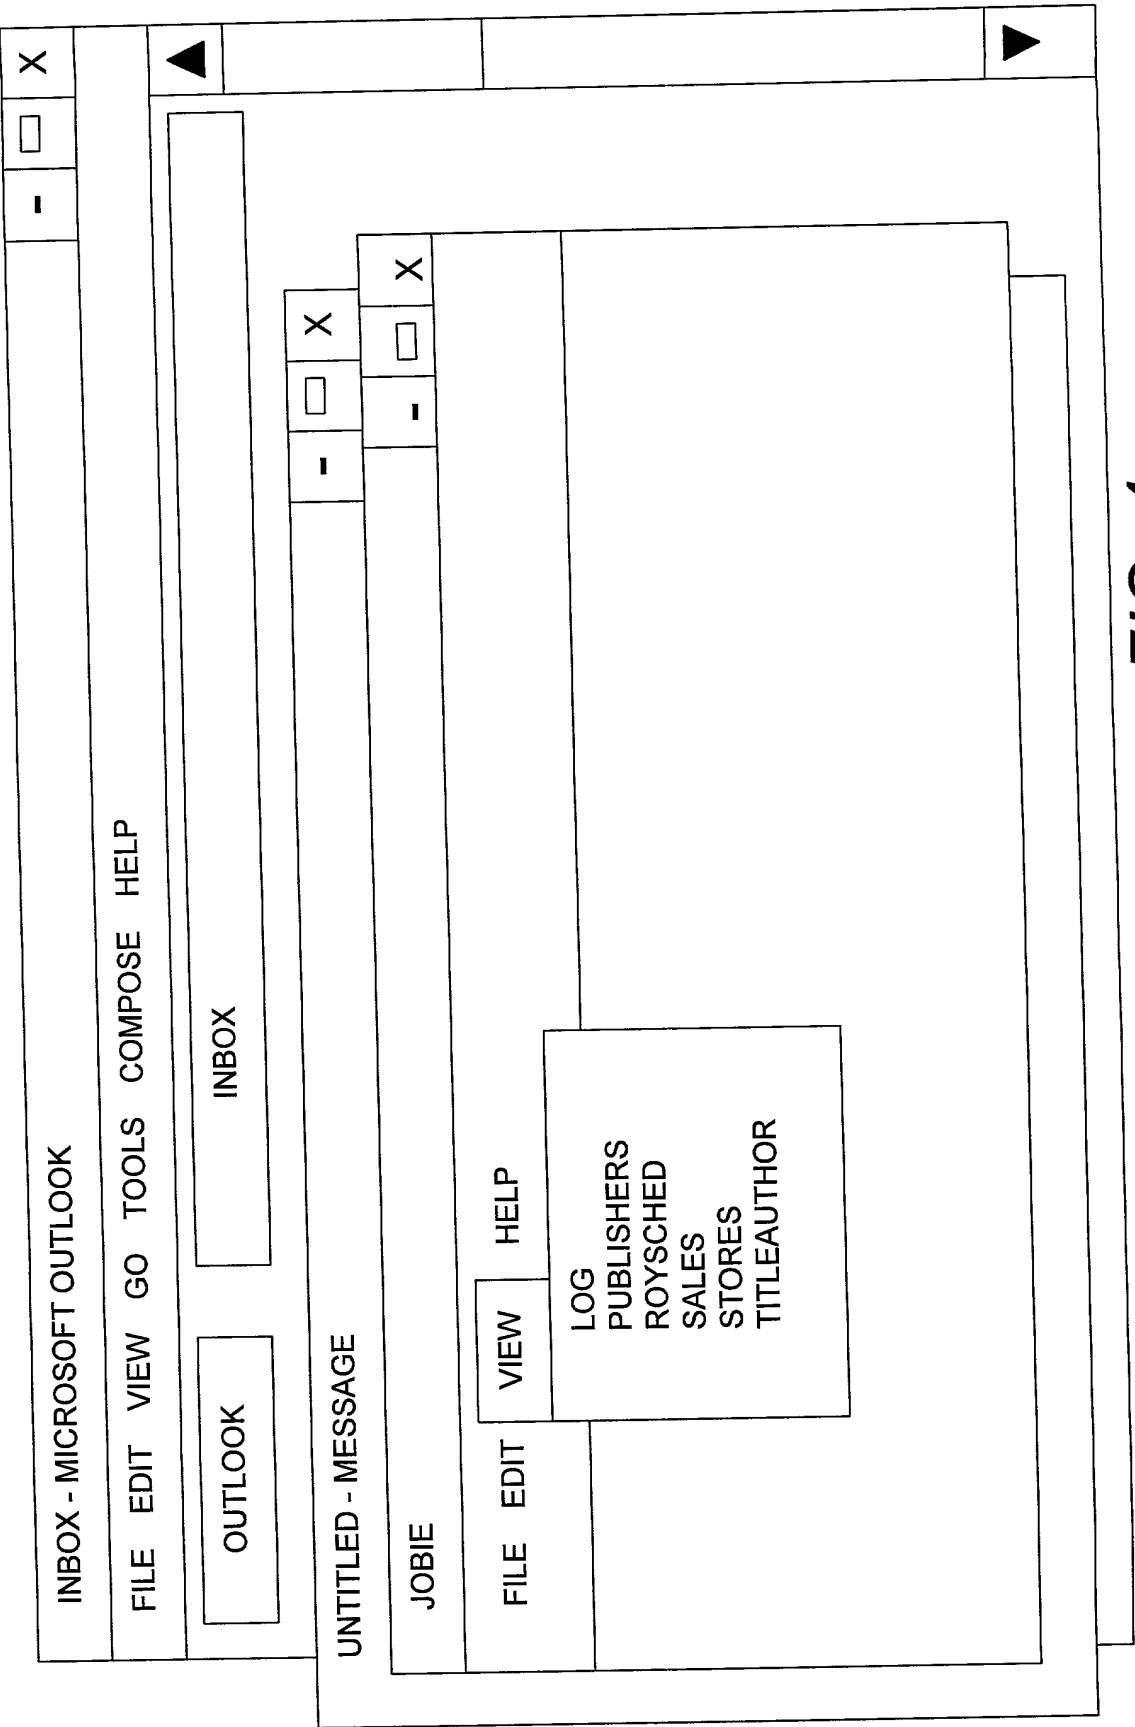 INBOX - MICROSOFT OUTLOOK
- X
FILE EDIT VIEW GO TOOLS COMPOSE HELP
OUTLOOK INBOX
UNTITLED - MESSAGE
- X
JOBIE
- X
FILE EDIT VIEW HELP
LOG
PUBLISHERS
ROYSCHED
SALES
STORES
TITLEAUTHOR